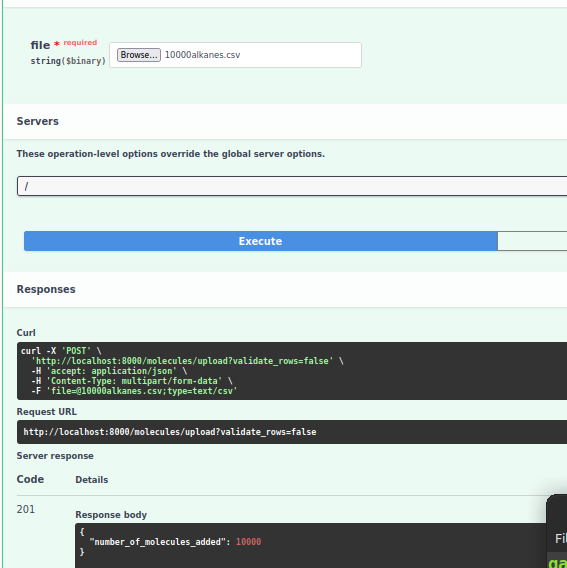 file * required
string($binary)
Browse... 10000alkanes.csv
Servers
These operation-level options override the global server options.
/
Execute
Responses
Curl
curl -X 'POST' \
'http://localhost:8000/molecules/upload?validate_rows=false' \
-H 'accept: application/json' \
-H 'Content-Type: multipart/form-data' \
-F 'file=@10000alkanes.csv;type=text/csv'
Request URL
http://localhost:8000/molecules/upload?validate_rows=false
Server response
Code Details
201
Response body
{
"number_of_molecules_added": 10000
}
Fil
ga